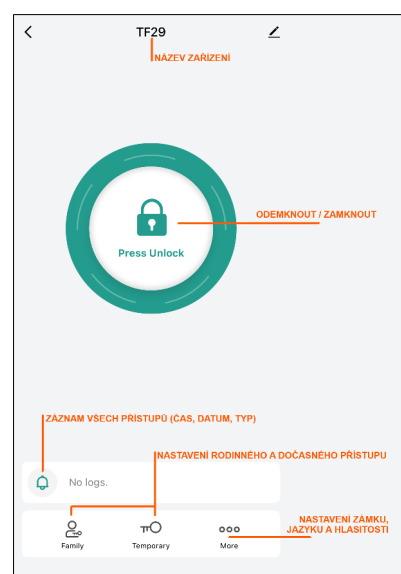 TF29
NÁZEV ZAŘÍZENÍ
ODEMKNOUT / ZAMKNOUT
Press Unlock
ZÁZNAM VŠECH PŘÍSTUPŮ (ČAS, DATUM, TYP)
NASTAVENÍ RODINNÉHO A DOČASNÉHO PŘÍSTUPU
No logs.
NASTAVENÍ ZÁMKU,
JAZYKU A HLASITOSTI
Family
Temporary
More